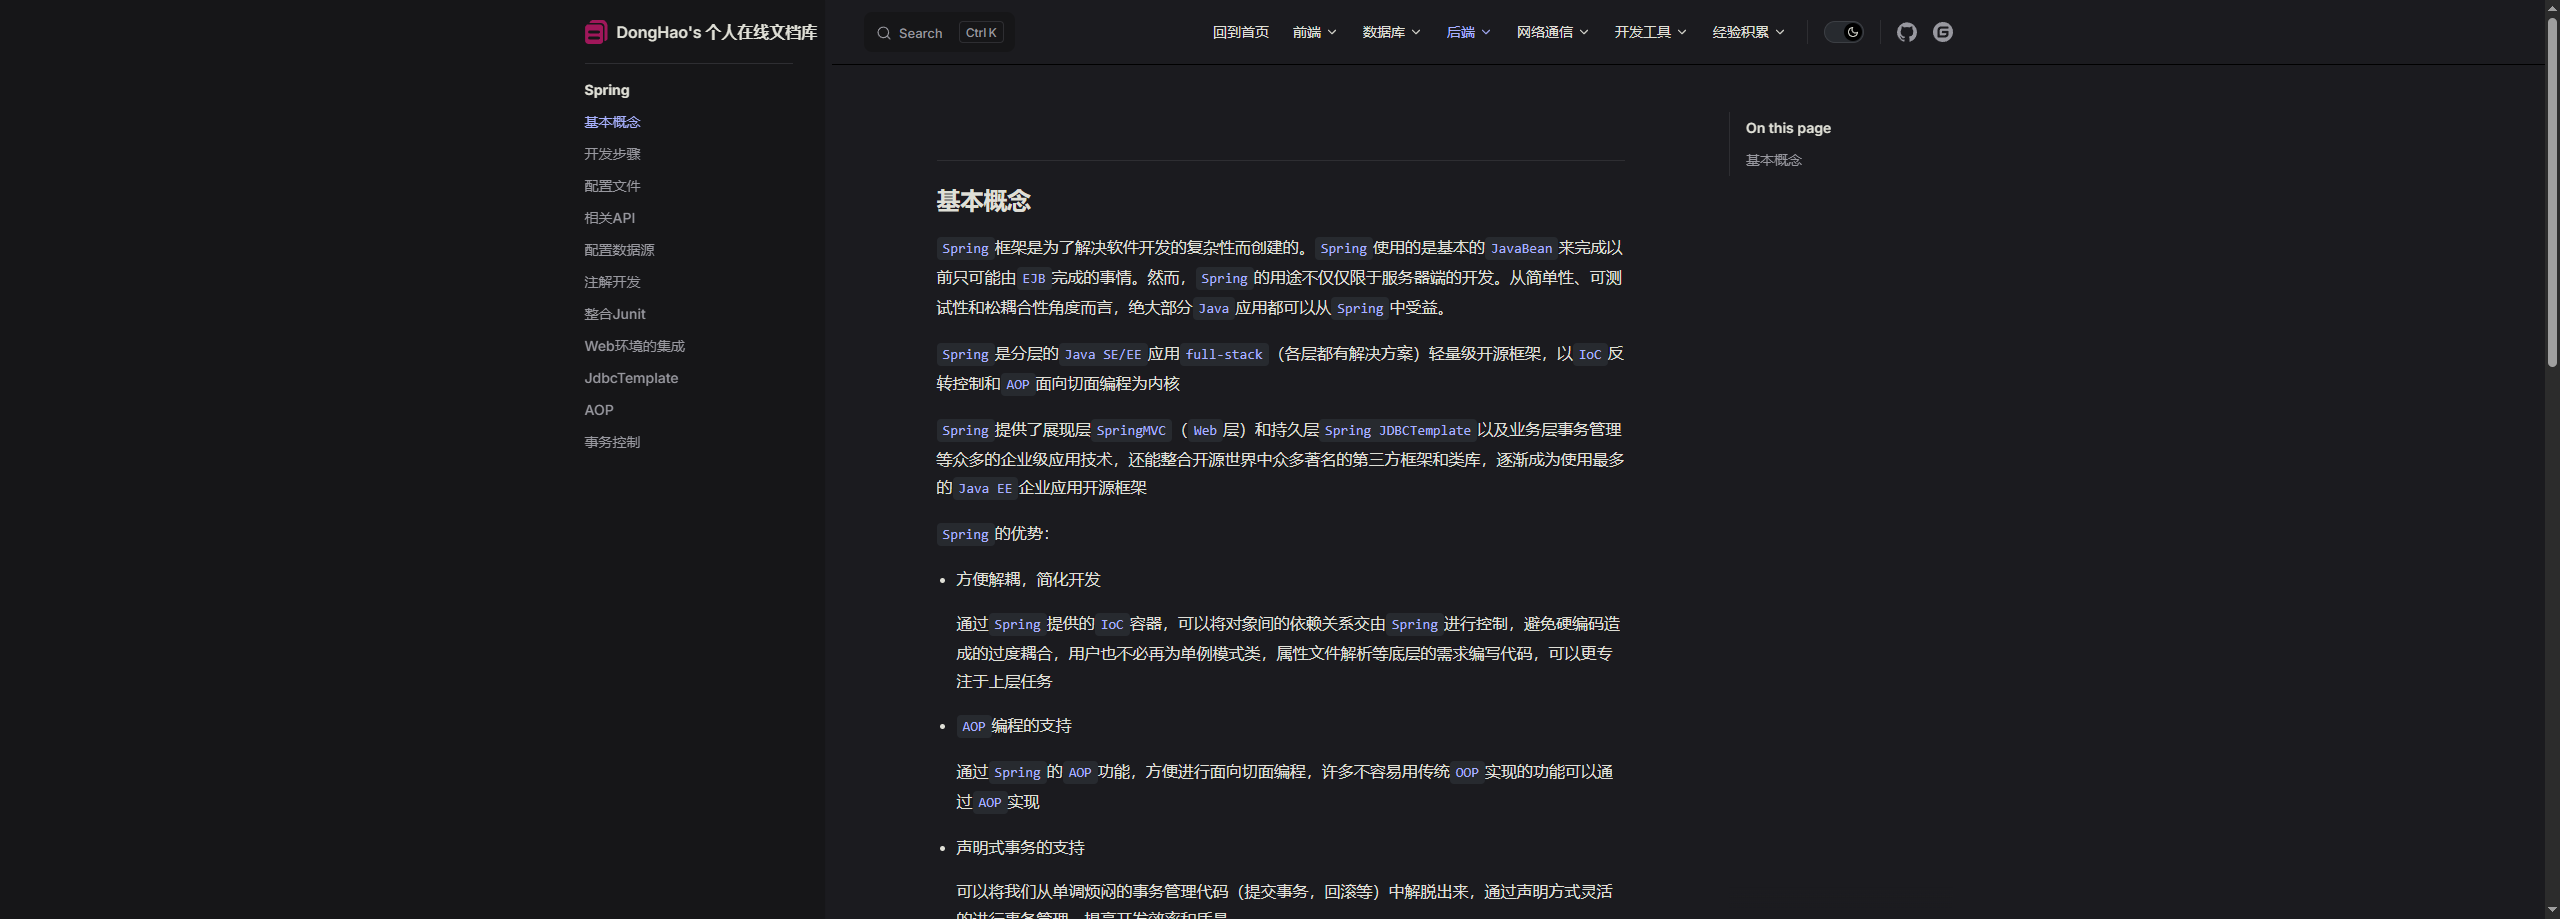 DongHao's 个人在线文档库
Search Ctrl K
回到首页 前端 数据库 后端 网络通信 开发工具 经验积累
Spring
基本概念
开发步骤
配置文件
相关API
配置数据源
注解开发
整合Junit
Web环境的集成
JdbcTemplate
AOP
事务控制
基本概念
Spring 框架是为了解决软件开发的复杂性而创建的。 Spring 使用的是基本的 JavaBean 来完成以
前只可能由 EJB 完成的事情。然而， Spring 的用途不仅仅限于服务器端的开发。从简单性、可测
试性和松耦合性角度而言，绝大部分 Java 应用都可以从 Spring 中受益。
Spring 是分层的 Java SE/EE 应用 full-stack （各层都有解决方案）轻量级开源框架，以 IoC 反
转控制和 AOP 面向切面编程为内核
Spring 提供了展现层 SpringMVC （ Web 层）和持久层 Spring JDBCTemplate 以及业务层事务管理
等众多的企业级应用技术，还能整合开源世界中众多著名的第三方框架和类库，逐渐成为使用最多
的 Java EE 企业应用开源框架
Spring 的优势：
• 方便解耦，简化开发
通过 Spring 提供的 IoC 容器，可以将对象间的依赖关系交由 Spring 进行控制，避免硬编码造
成的过度耦合，用户也不必再为单例模式类，属性文件解析等底层的需求编写代码，可以更专
注于上层任务
• AOP 编程的支持
通过 Spring 的 AOP 功能，方便进行面向切面编程，许多不容易用传统 OOP 实现的功能可以通
过 AOP 实现
• 声明式事务的支持
可以将我们从单调烦闷的事务管理代码（提交事务，回滚等）中解脱出来，通过声明方式灵活
的进行事务管理，提高开发效率和质量
On this page
基本概念